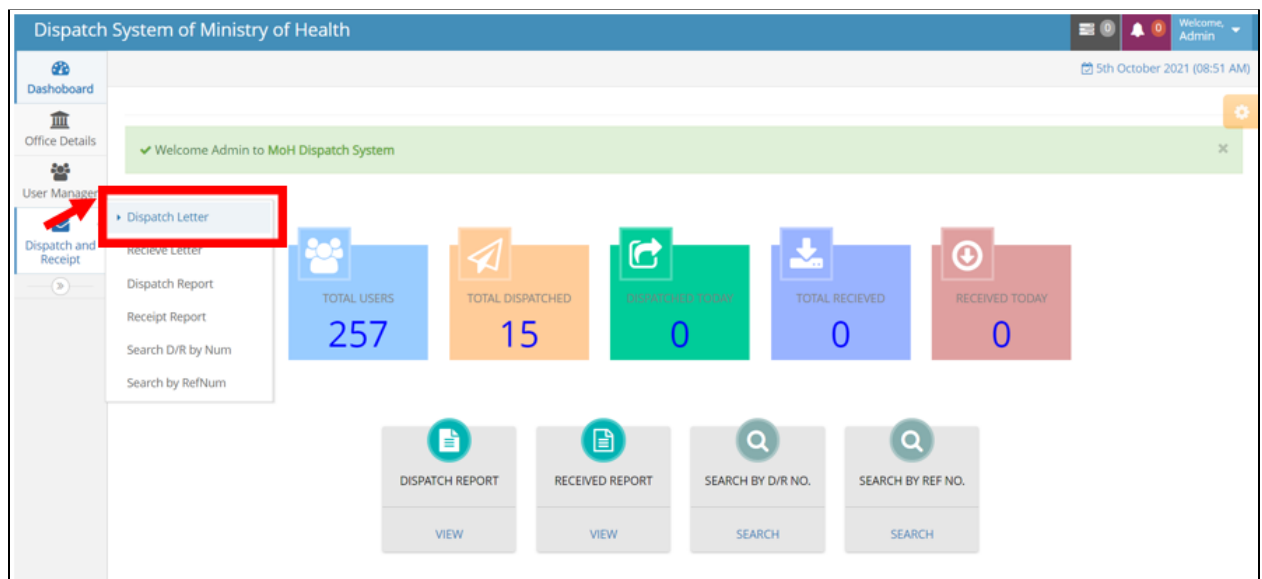 Dispatch System of Ministry of Health
0
0
Welcome,
Admin
Dashoboard
5th October 2021 (08:51 AM)
Office Details
Welcome Admin to MoH Dispatch System
×
User Manager
Dispatch Letter
Dispatch and
Receipt
Recieve Letter
Dispatch Report
Receipt Report
Search D/R by Num
Search by RefNum
TOTAL USERS
257
TOTAL DISPATCHED
15
DISPATCHED TODAY
0
TOTAL RECIEVED
0
RECEIVED TODAY
0
DISPATCH REPORT
VIEW
RECEIVED REPORT
VIEW
SEARCH BY D/R NO.
SEARCH
SEARCH BY REF NO.
SEARCH